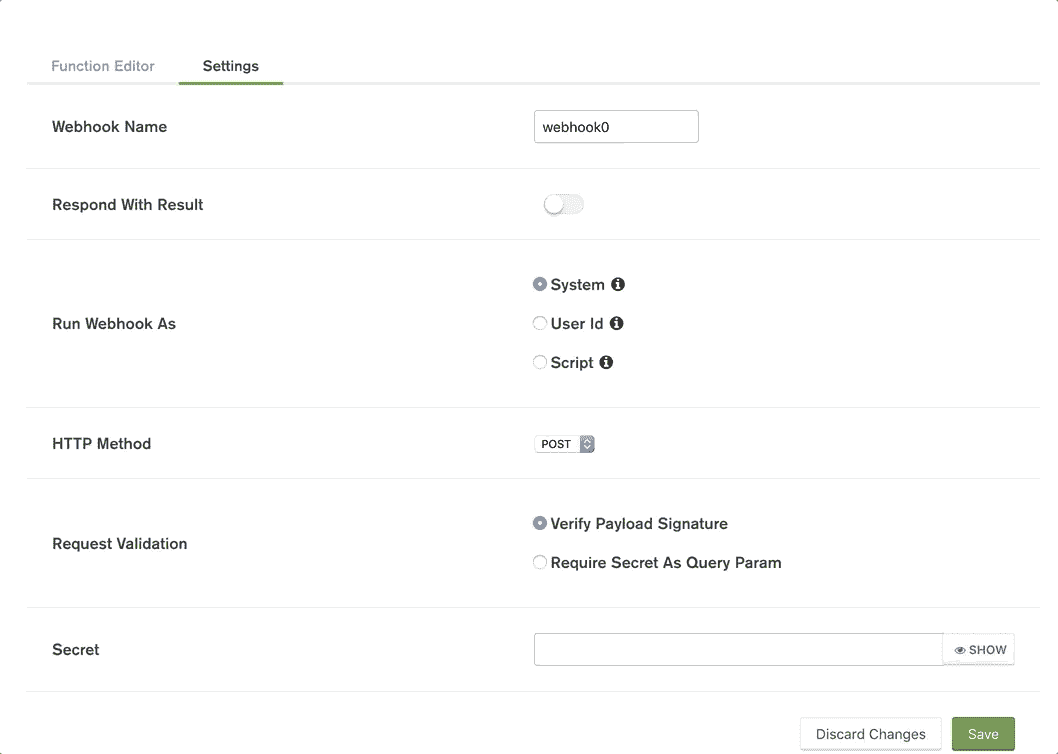 Function Editor Settings
Webhook Name webhook0
Respond With Result
System
Run Webhook As User Id
Script
HTTP Method POST
Verify Payload Signature
Request Validation
Require Secret As Query Param
Secret SHOW
Discard Changes Save